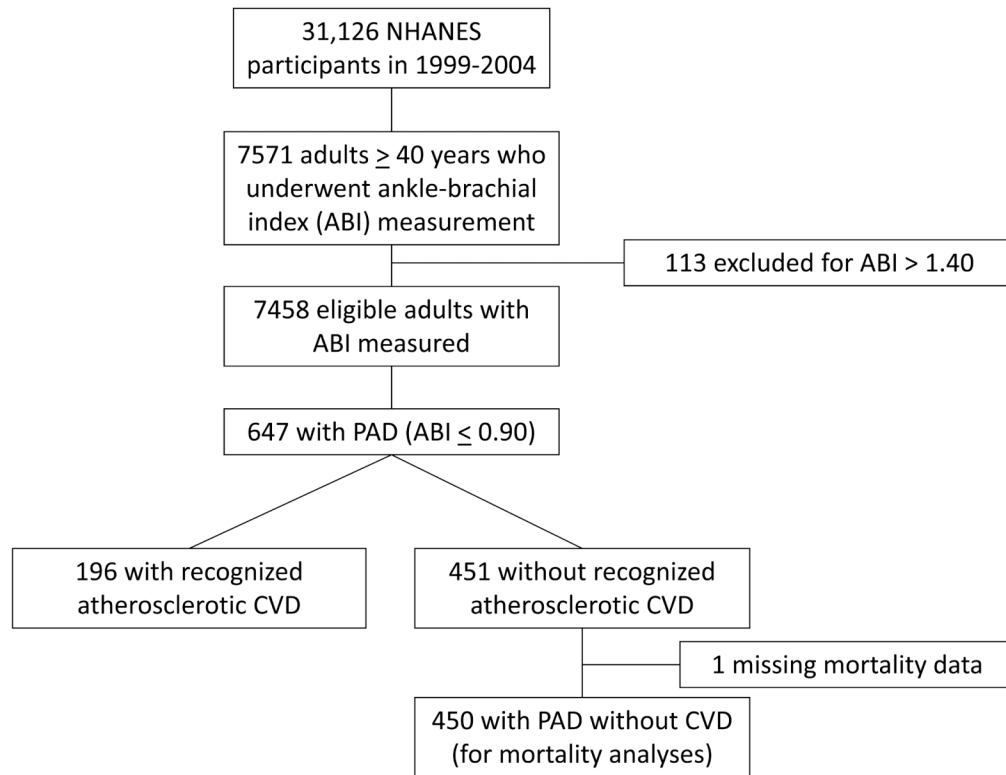 31,126 NHANES
participants in 1999-2004
7571 adults ≥ 40 years who
underwent ankle-brachial
index (ABI) measurement
113 excluded for ABI > 1.40
7458 eligible adults with
ABI measured
647 with PAD (ABI ≤ 0.90)
196 with recognized
atherosclerotic CVD
451 without recognized
atherosclerotic CVD
1 missing mortality data
450 with PAD without CVD
(for mortality analyses)